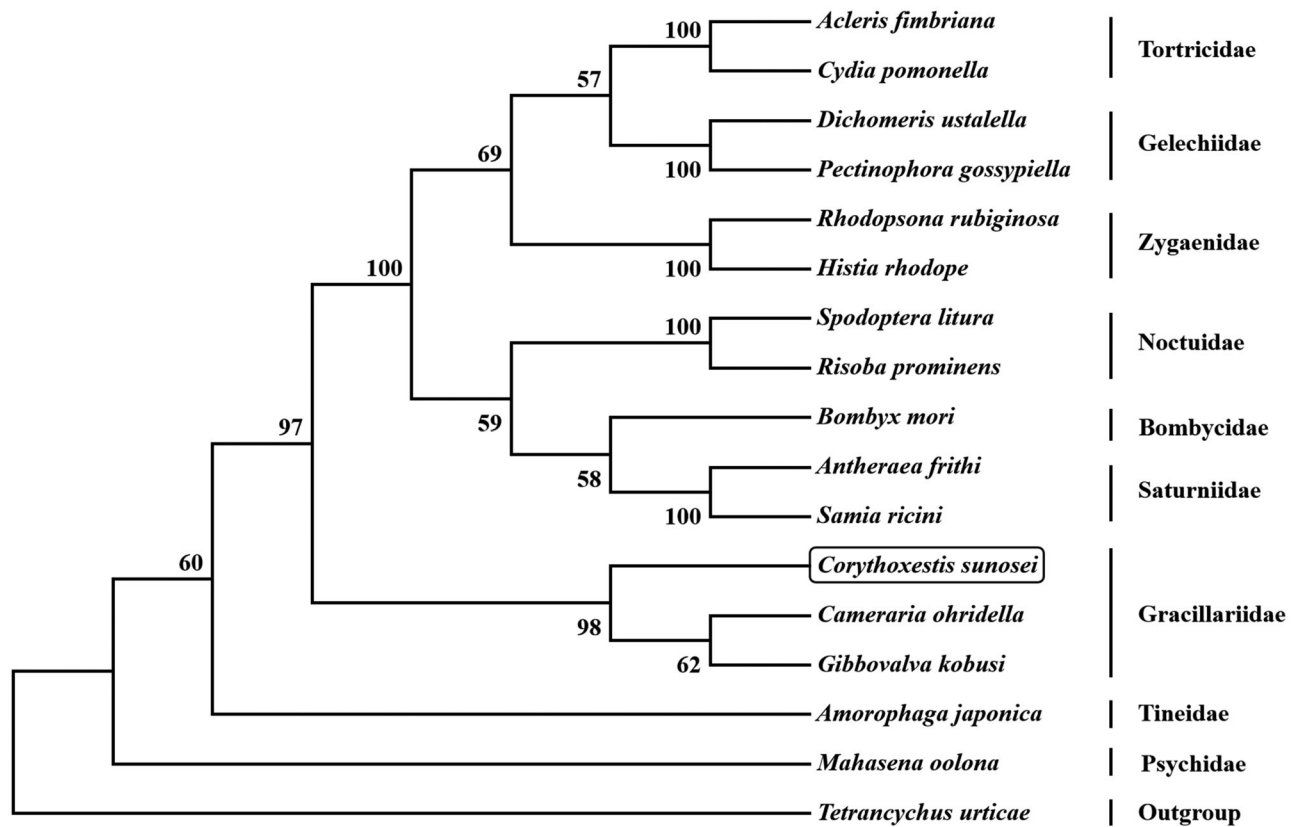 100 Acleris fimbriana
Tortricidae
57 Cydia pomonella
Dichomeris ustalella
Gelechiidae
69
100 Pectinophora gossypiella
Rhodopsona rubiginosa
Zygaenidae
100 100 Histia rhodope
100 Spodoptera litura
Noctuidae
Risoba prominens
97 59 Bombyx mori
Bombycidae
58 Antheraea frithi
Saturniidae
100 Samia ricini
60 Corythoxestis sunosei
98 Cameraria ohridella
Gracillariidae
62 Gibbovalva kobusi
Amorophaga japonica Tineidae
Mahasena oolona Psychidae
Tetrancychus urticae Outgroup